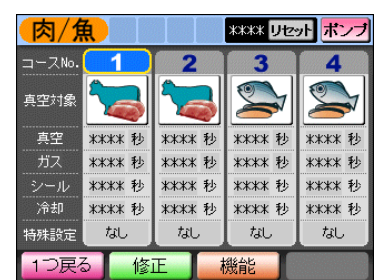 肉/魚 **** リセット ポンプ
コースNo. 1 2 3 4
真空対象
真空 **** 秒 **** 秒 **** 秒 **** 秒
ガス **** 秒 **** 秒 **** 秒 **** 秒
シール **** 秒 **** 秒 **** 秒 **** 秒
冷却 **** 秒 **** 秒 **** 秒 **** 秒
特殊設定 なし なし なし なし
1つ戻る 修正 機能